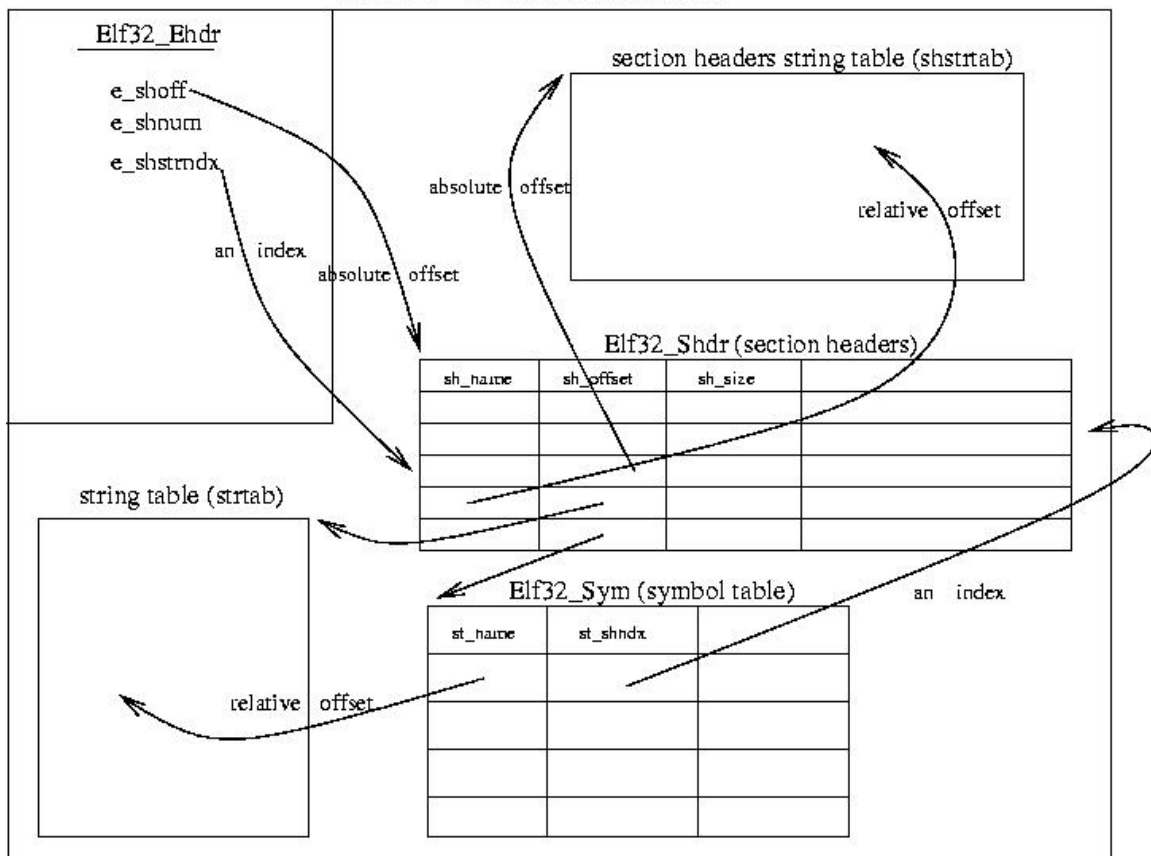 Elf32_Ehdr
e_shoff
e_shnum
e_shstrndx
section headers string table (shstrtab)
absolute offset
relative offset
an index
absolute offset
Elf32_Shdr (section headers)
sh_name sh_offset sh_size
string table (strtab)
Elf32_Sym (symbol table)
an index
st_name st_shndx
relative offset